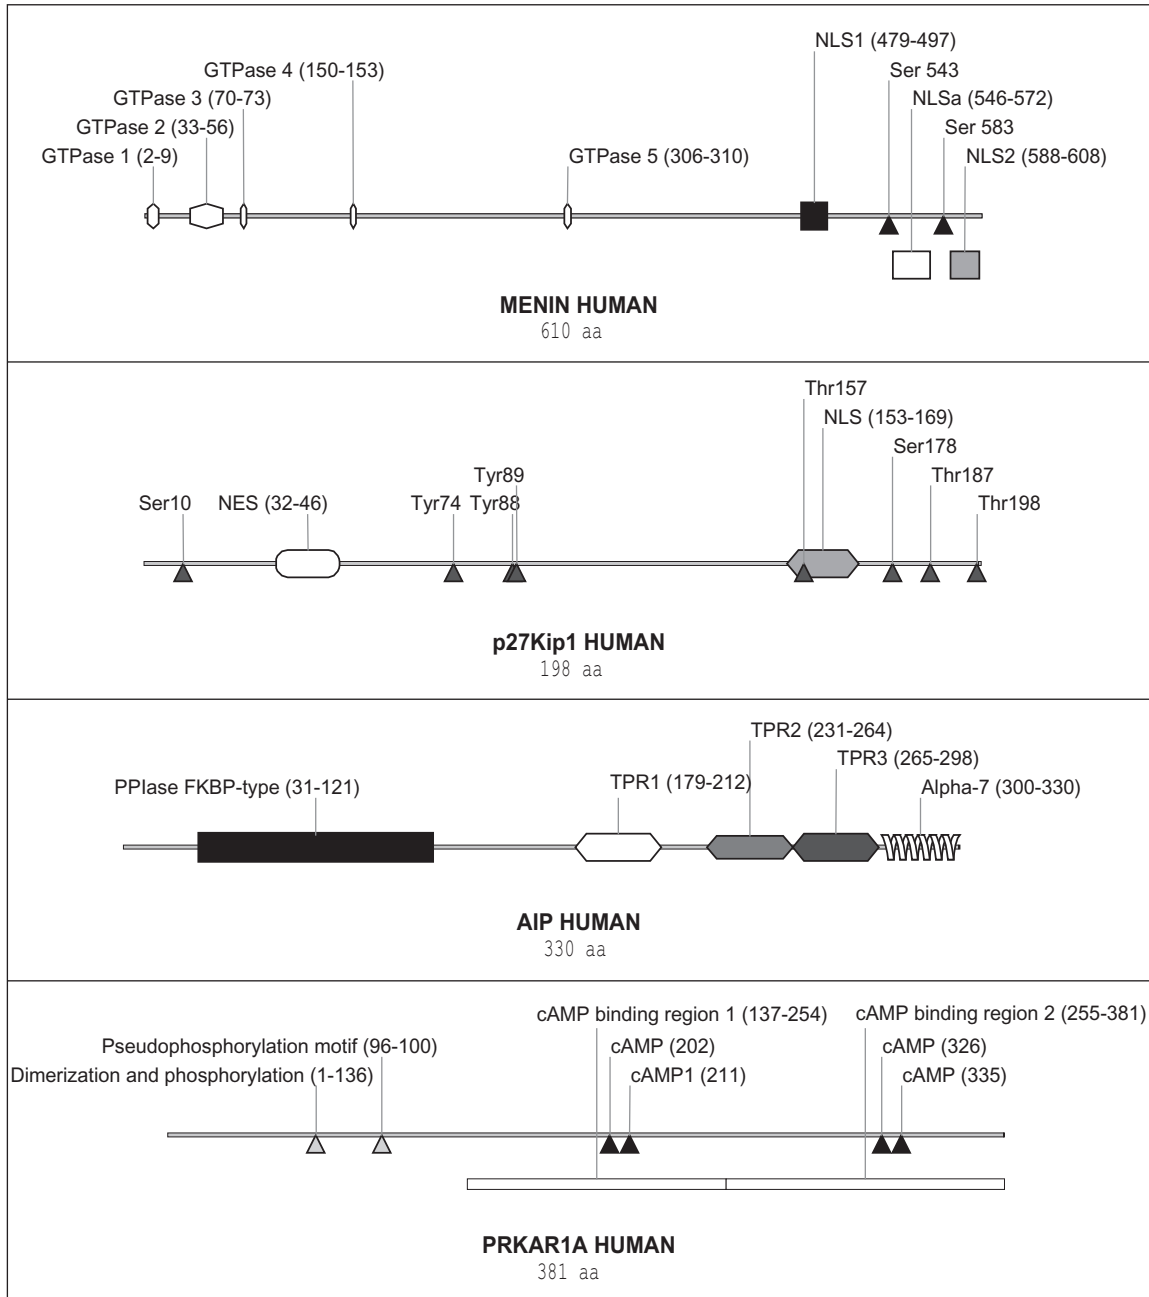 NLS1 (479-497)
GTPase 4 (150-153)
Ser 543
GTPase 3 (70-73)
NLSa (546-572)
GTPase 2 (33-56)
Ser 583
GTPase 1 (2-9)
GTPase 5 (306-310)
NLS2 (588-608)
MENIN HUMAN
610 aa
Thr157
NLS (153-169)
Ser178
Tyr89
Thr187
Ser10
NES (32-46)
Tyr74
Tyr88
Thr198
p27Kip1 HUMAN
198 aa
TPR2 (231-264)
TPR3 (265-298)
PPIase FKBP-type (31-121)
TPR1 (179-212)
Alpha-7 (300-330)
AIP HUMAN
330 aa
cAMP binding region 1 (137-254)
cAMP binding region 2 (255-381)
Pseudophosphorylation motif (96-100)
cAMP (202)
cAMP (326)
Dimerization and phosphorylation (1-136)
cAMP1 (211)
cAMP (335)
PRKAR1A HUMAN
381 aa